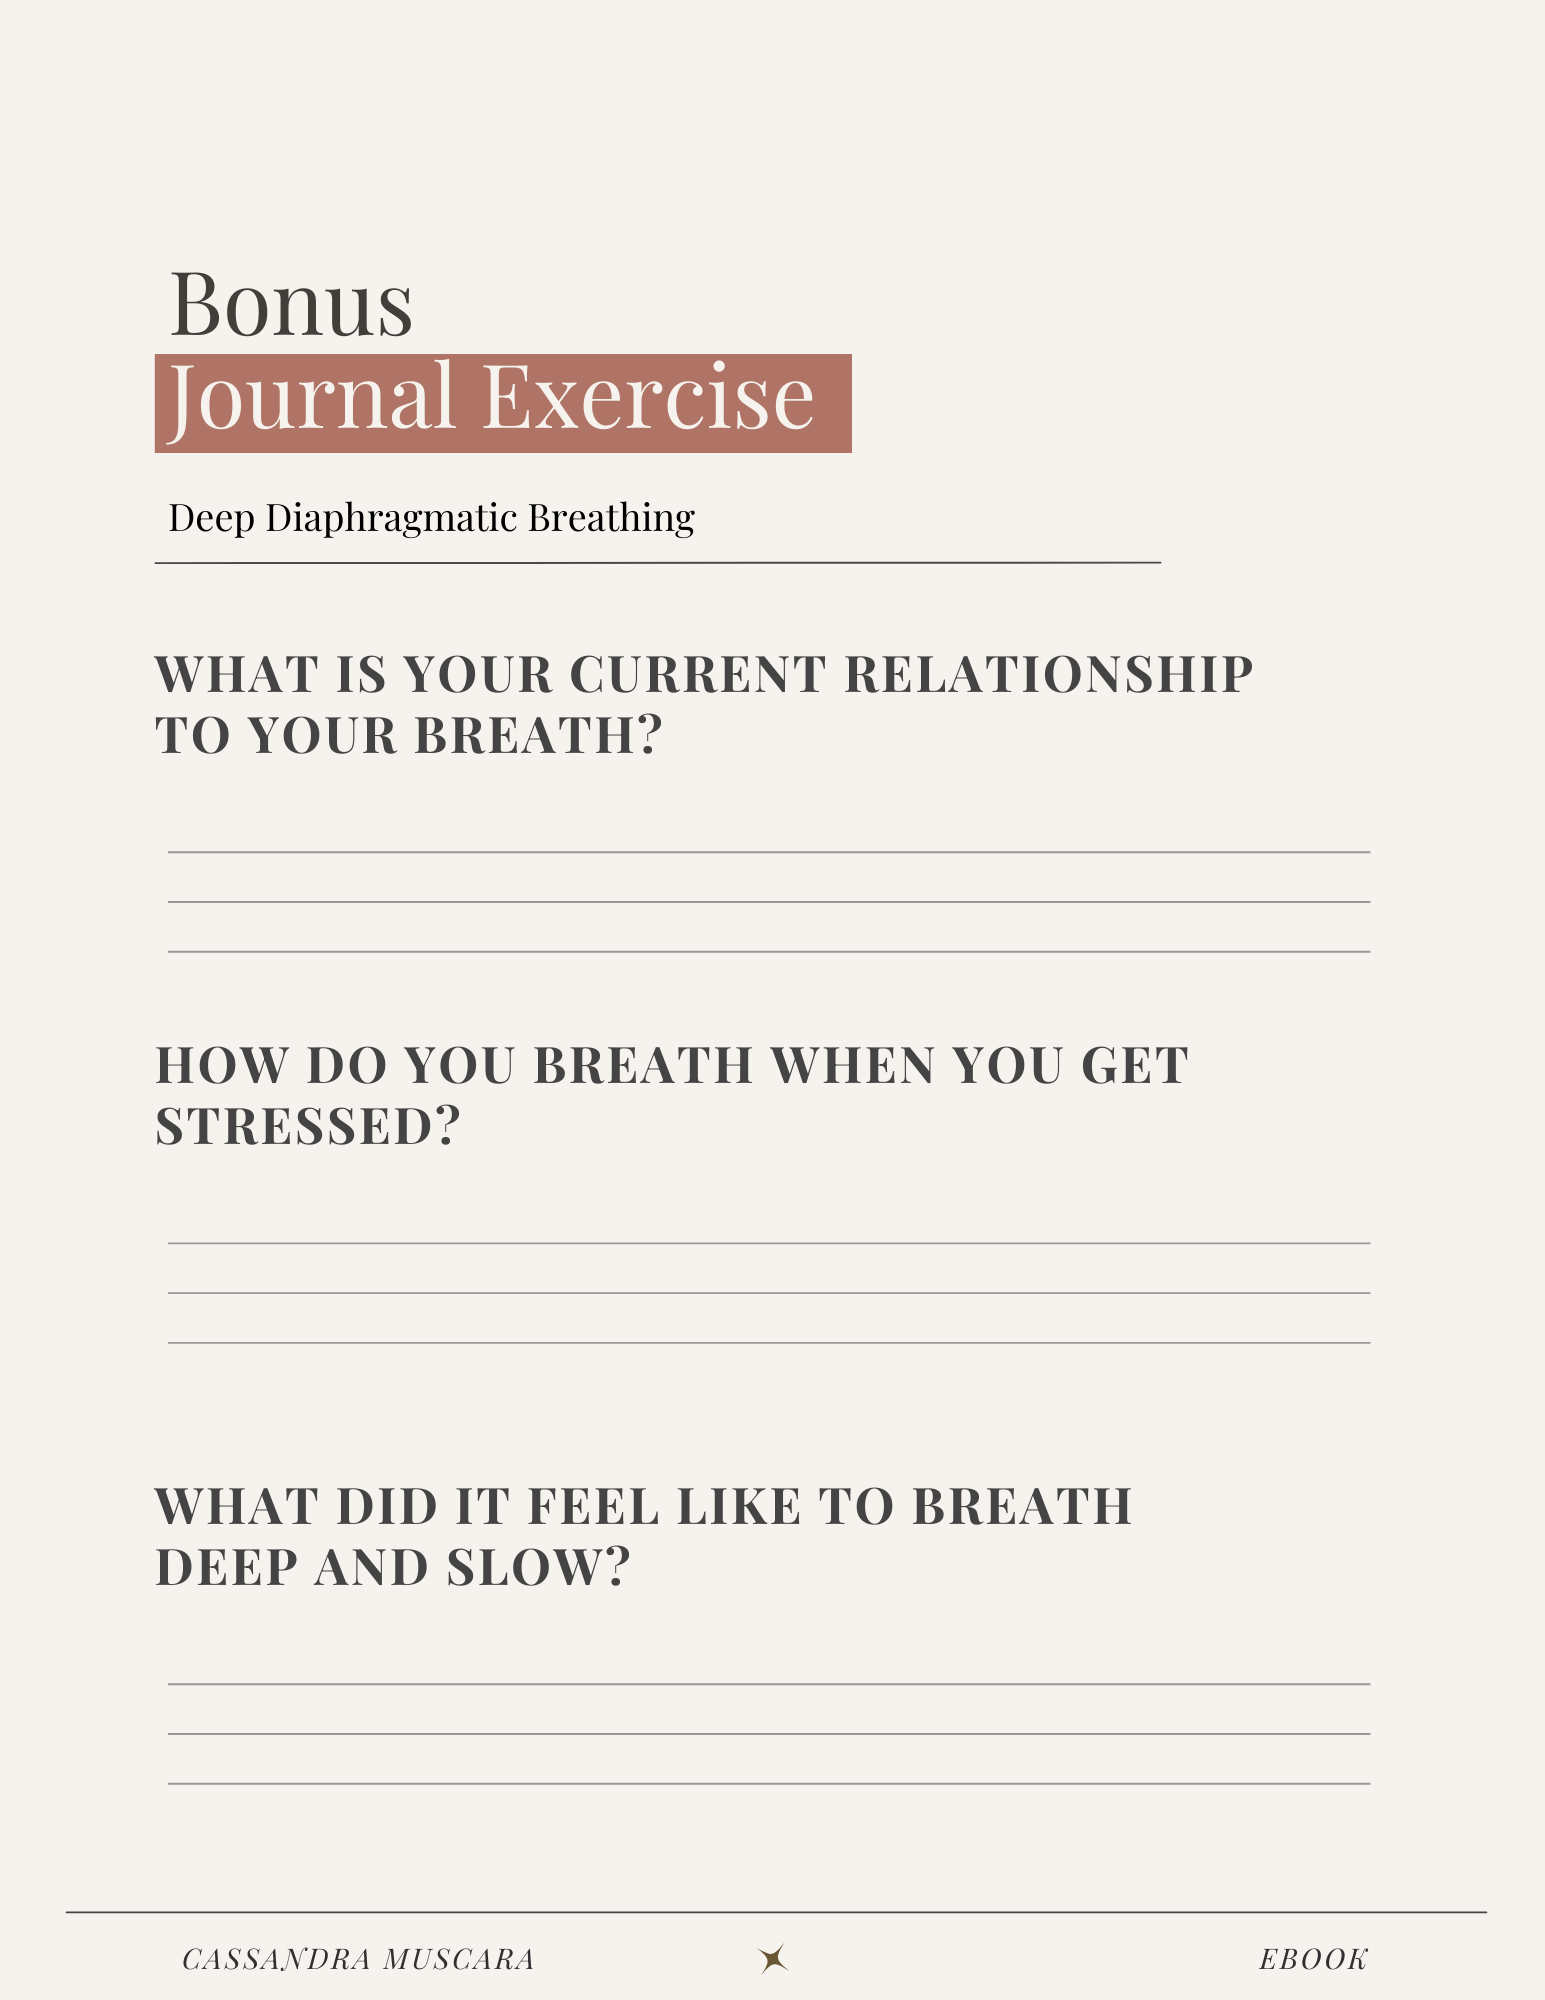 Bonus
Journal Exercise
Deep Diaphragmatic Breathing
WHAT IS YOUR CURRENT RELATIONSHIP
TO YOUR BREATH?
HOW DO YOU BREATH WHEN YOU GET
STRESSED?
WHAT DID IT FEEL LIKE TO BREATH
DEEP AND SLOW?
CASSANDRA MUSCARA
EBOOK